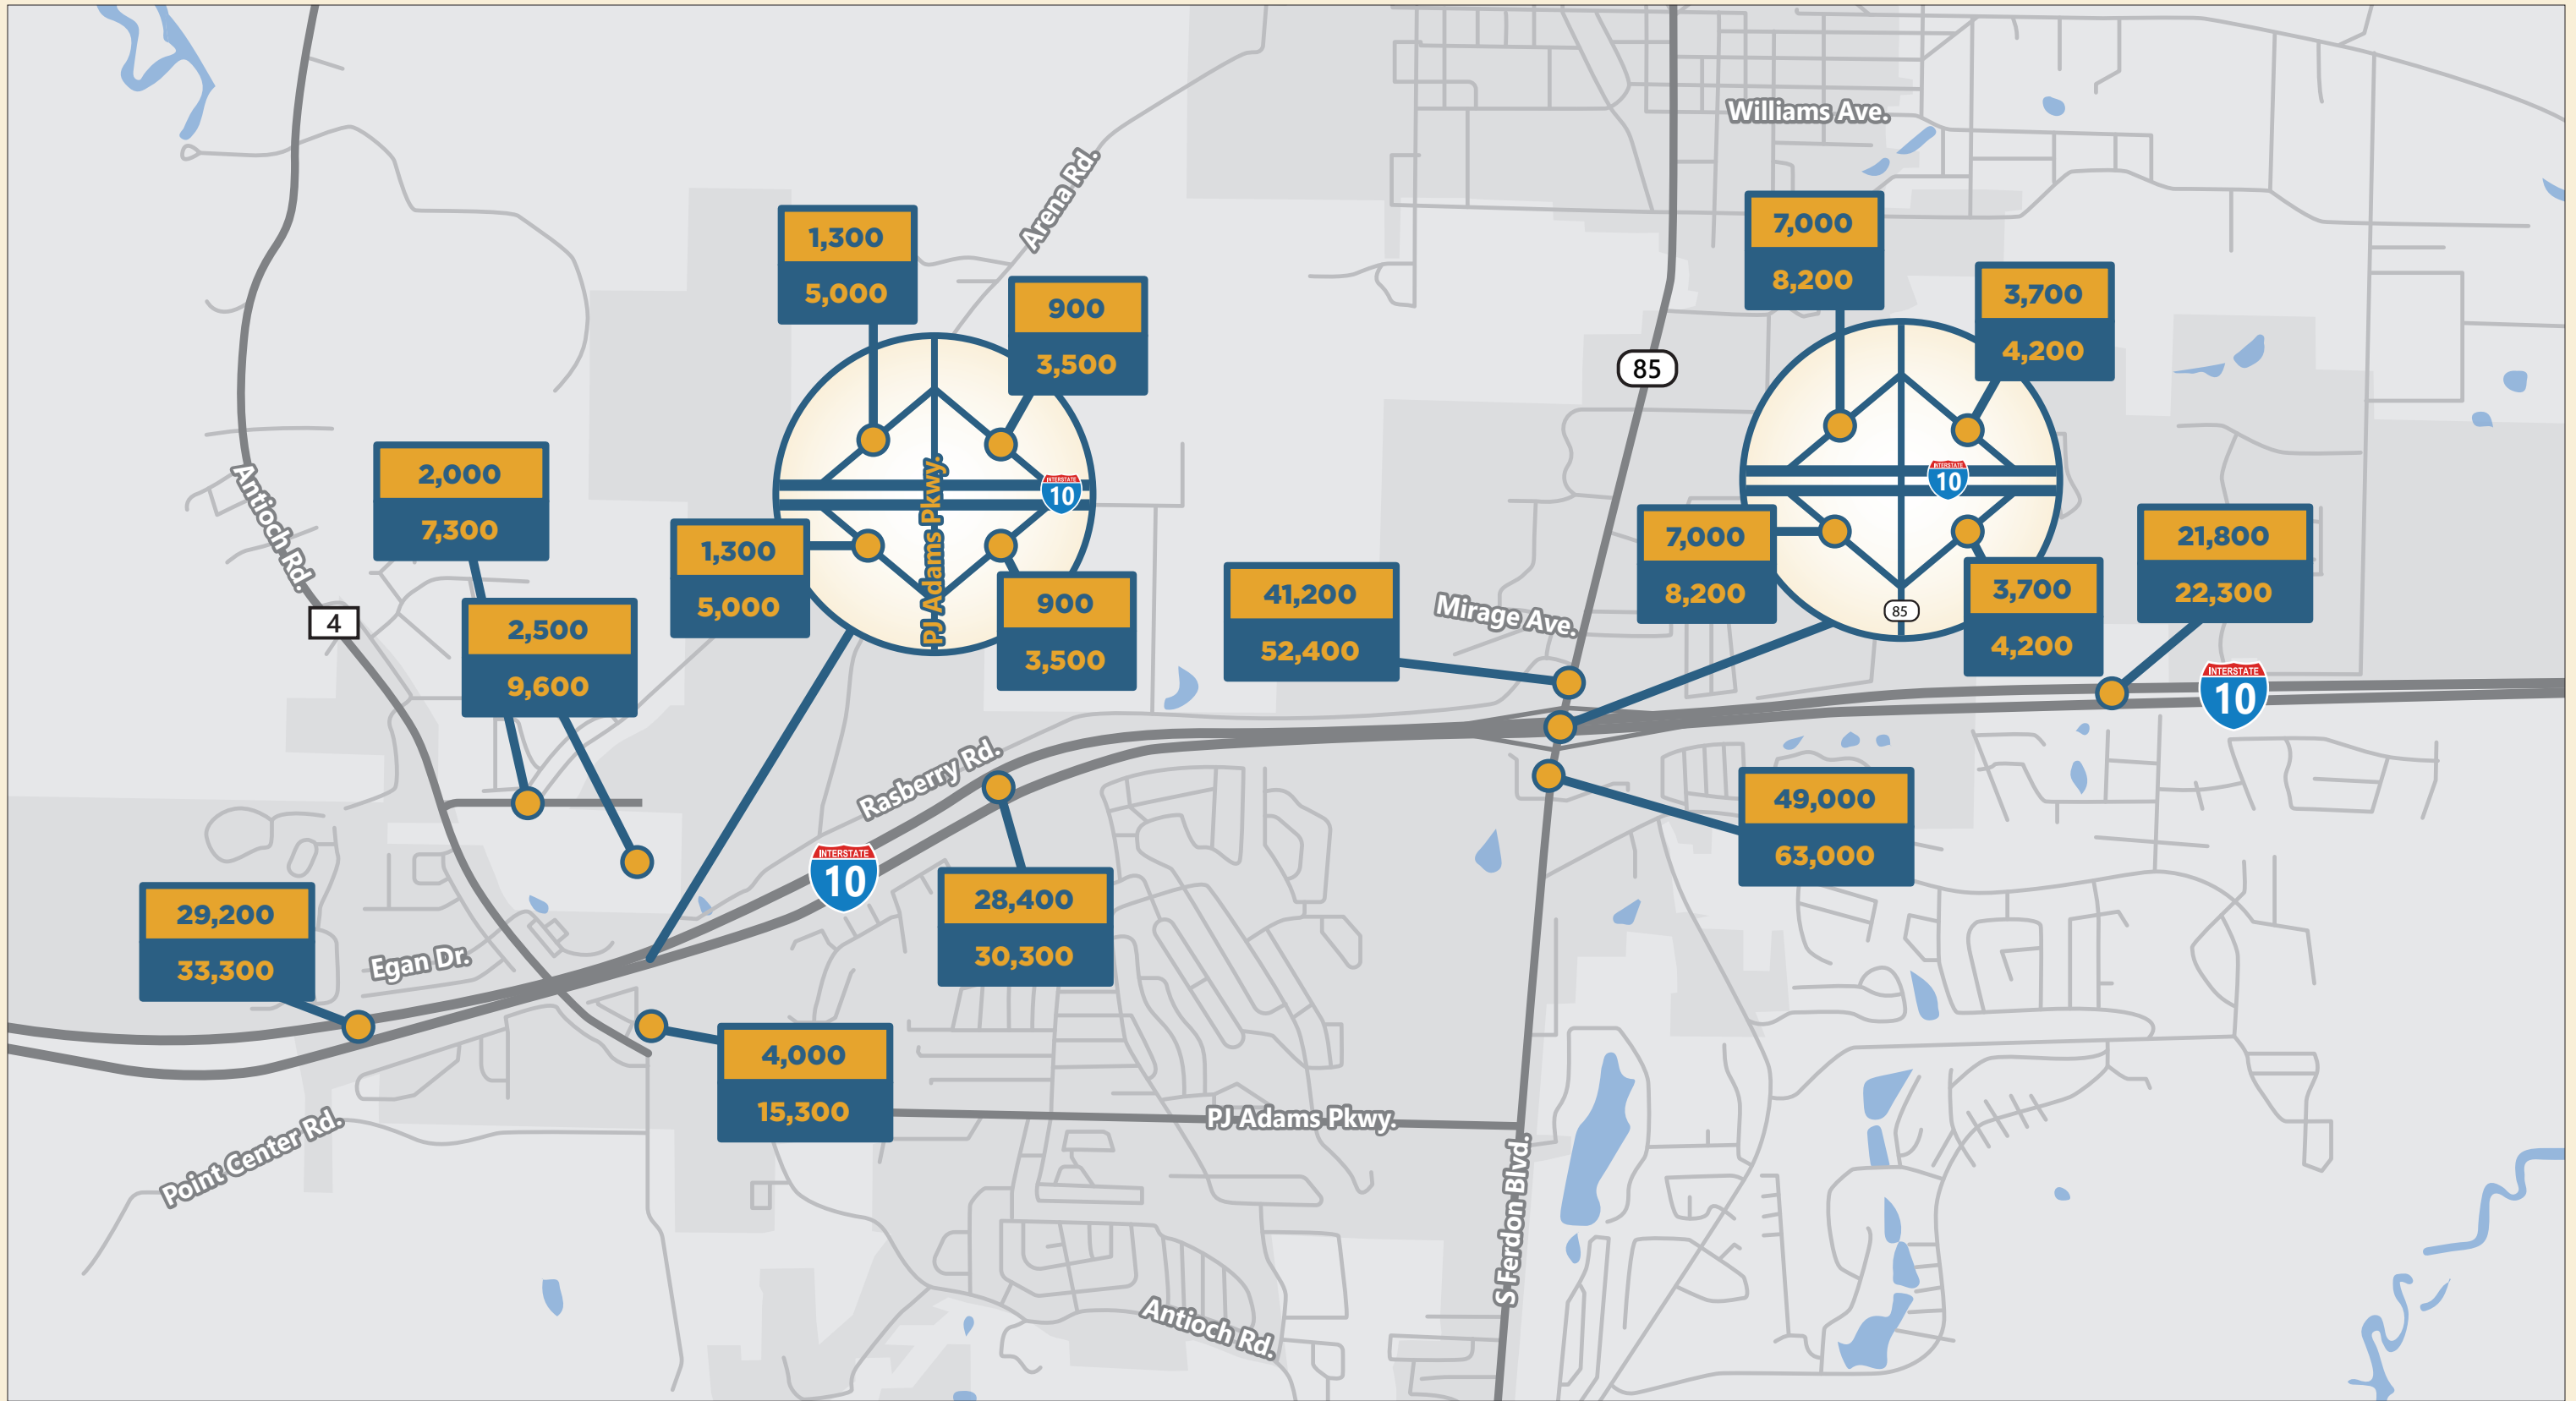 Williams Ave.
Arena Rd.
1,300
5,000
900
3,500
7,000
8,200
3,700
4,200
85
Antioch Rd.
4
2,000
7,300
2,500
9,600
1,300
5,000
PJ Adams Pkwy.
INTERSTATE
10
900
3,500
41,200
52,400
Mirage Ave.
7,000
8,200
INTERSTATE
10
85
3,700
4,200
21,800
22,300
INTERSTATE
10
Rasberry Rd.
INTERSTATE
10
49,000
63,000
28,400
30,300
29,200
33,300
Egan Dr.
4,000
15,300
PJ Adams Pkwy.
Point Center Rd.
S Ferdon Blvd.
Antioch Rd.